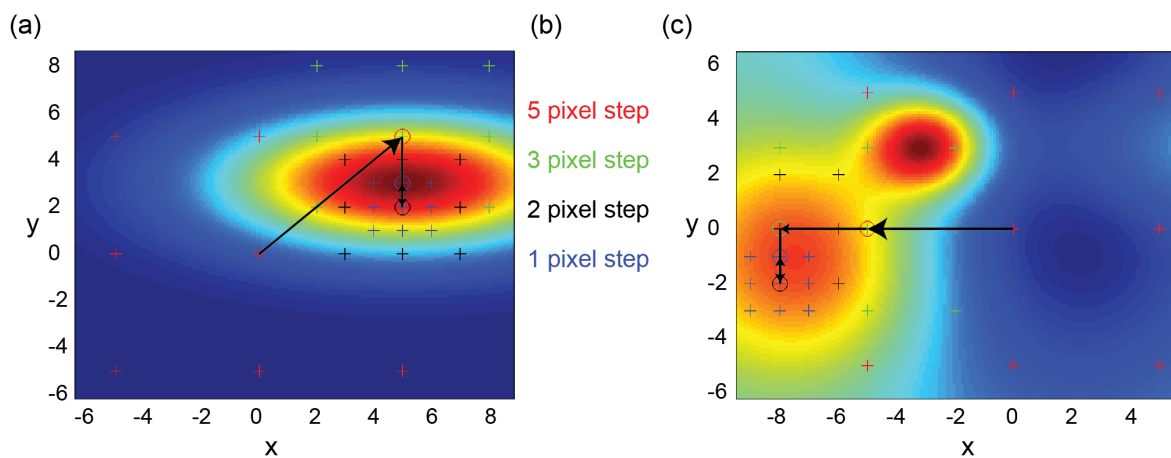 (a)
(b)
(c)
8
6
4
y 2
0
-2
-4
-6
-6 -4 -2 0 2 4 6 8
x
5 pixel step
3 pixel step
2 pixel step
1 pixel step
6
4
2
y 0
-2
-4
-6
-8 -6 -4 -2 0 2 4
x